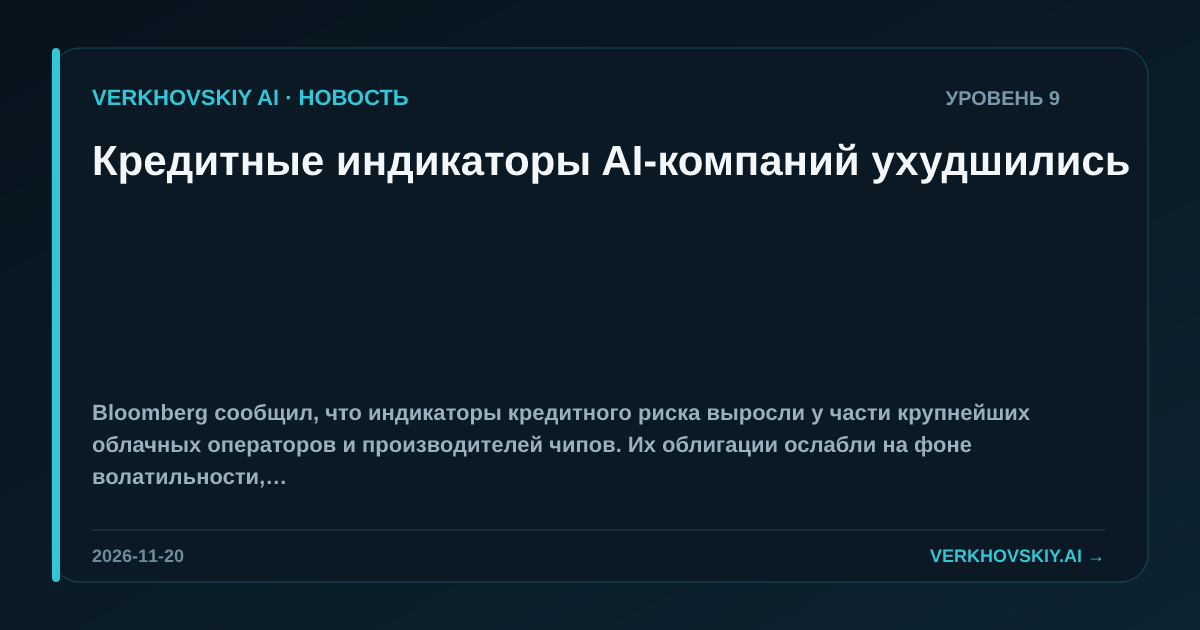 VERKHOVSKIY AI · НОВОСТЬ
УРОВЕНЬ 9
Кредитные индикаторы AI-компаний ухудшились
Bloomberg сообщил, что индикаторы кредитного риска выросли у части крупнейших
облачных операторов и производителей чипов. Их облигации ослабли на фоне
волатильности,…
2026-11-20
VERKHOVSKIY.AI →